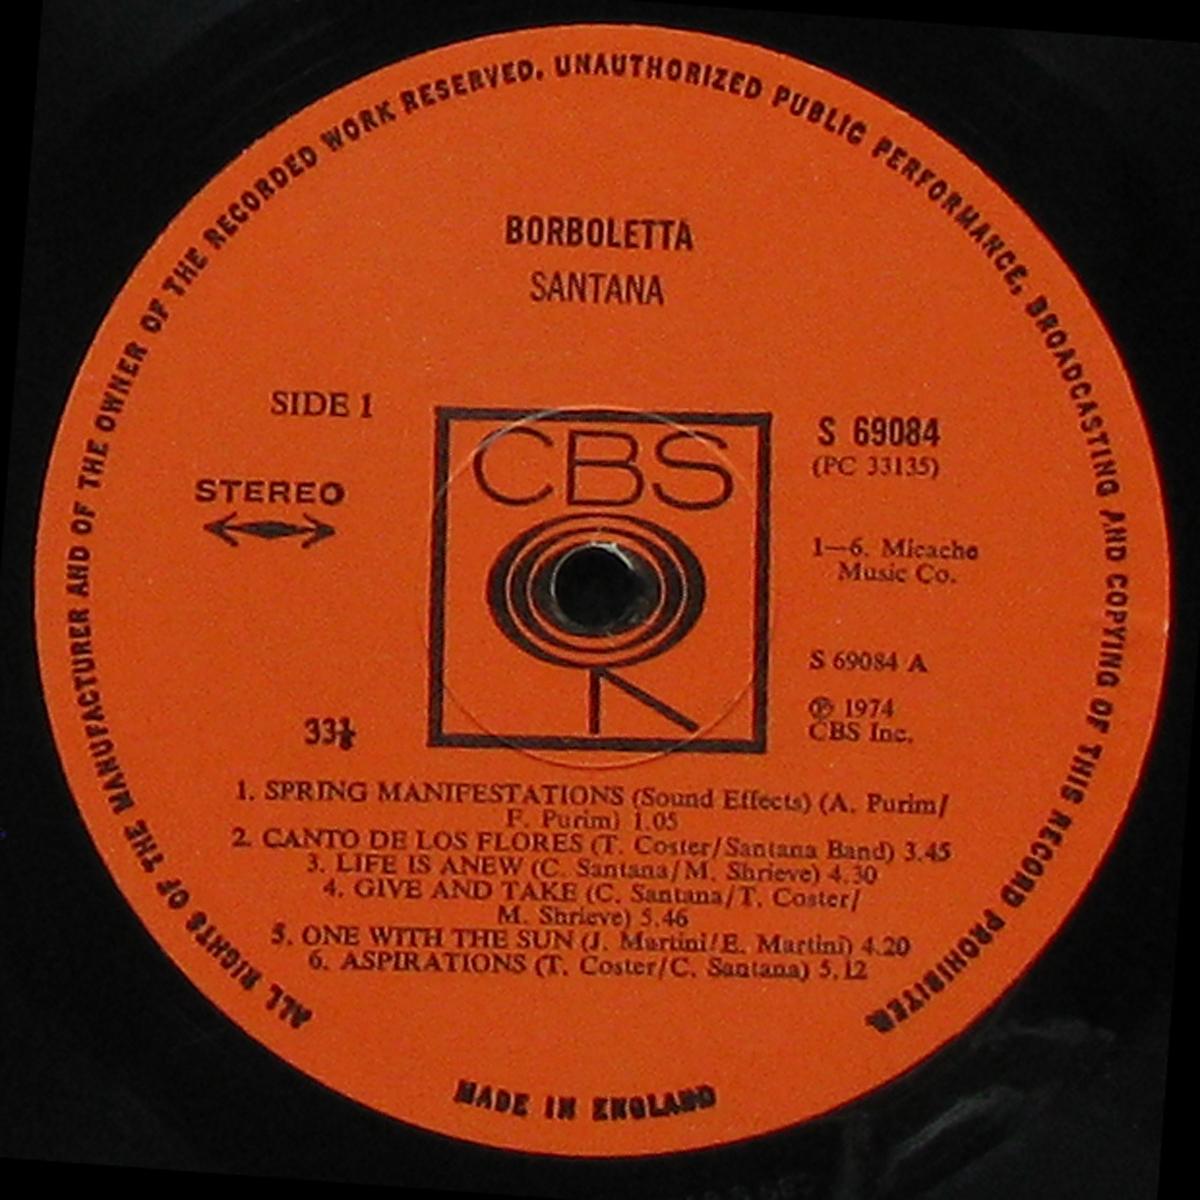 ALL RIGHTS OF THE MANUFACTURER AND OF THE OWNER OF THE RECORDED WORK RESERVED. UNAUTHORIZED PUBLIC PERFORMANCE, BROADCASTING AND COPYING OF THIS RECORD PROHIBITED.
BORBOLETTA
SANTANA
SIDE 1
STEREO
CBS
S 69084
(PC 33135)
1—6. Micache
Music Co.
S 69084 A
℗ 1974
CBS Inc.
33⅓
1. SPRING MANIFESTATIONS (Sound Effects) (A. Purim/
F. Purim) 1.05
2. CANTO DE LOS FLORES (T. Coster/Santana Band) 3.45
3. LIFE IS ANEW (C. Santana/M. Shrieve) 4.30
4. GIVE AND TAKE (C. Santana/T. Coster/
M. Shrieve) 5.46
5. ONE WITH THE SUN (J. Martini/E. Martini) 4.20
6. ASPIRATIONS (T. Coster/C. Santana) 5.12
MADE IN ENGLAND